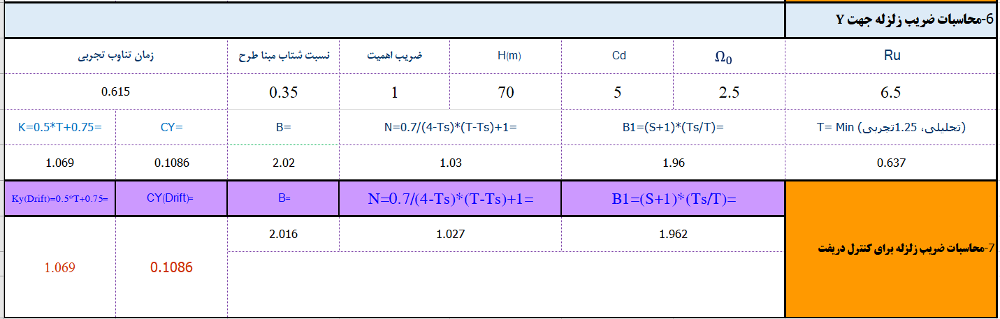 6-محاسبات ضریب زلزله جهت Y
Ru	Ω0	Cd	H(m)	ضریب اهمیت	نسبت شتاب مبنا طرح	زمان تناوب تجربی
6.5	2.5	5	70	1	0.35	0.615
T= Min (تحلیلی، 1.25تجربی)	B1=(S+1)*(Ts/T)=	N=0.7/(4-Ts)*(T-Ts)+1=	B=	CY=	K=0.5*T+0.75=
0.637	1.96	1.03	2.02	0.1086	1.069
7-محاسبات ضریب زلزله برای کنترل دریفت
B1=(S+1)*(Ts/T)=	N=0.7/(4-Ts)*(T-Ts)+1=	B=	CY(Drift)=	Ky(Drift)=0.5*T+0.75=
1.962	1.027	2.016	0.1086	1.069